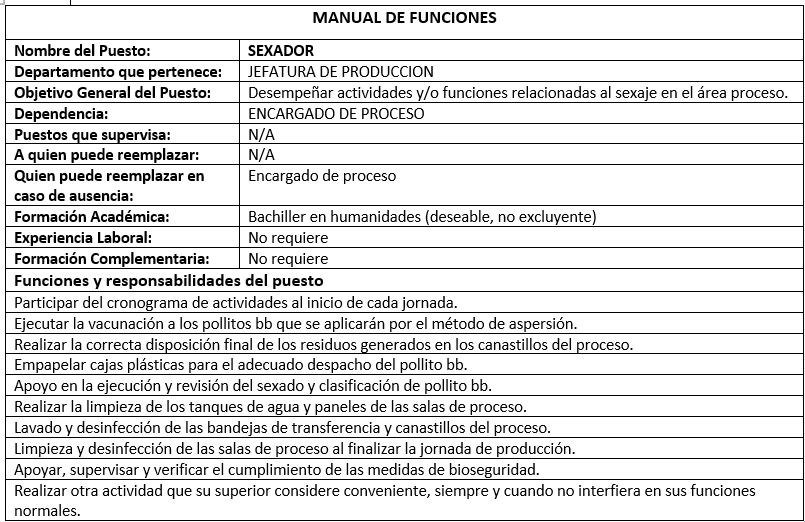 MANUAL DE FUNCIONES
Nombre del Puesto: SEXADOR
Departamento que pertenece: JEFATURA DE PRODUCCION
Objetivo General del Puesto: Desempeñar actividades y/o funciones relacionadas al sexaje en el área proceso.
Dependencia: ENCARGADO DE PROCESO
Puestos que supervisa: N/A
A quien puede reemplazar: N/A
Quien puede reemplazar en caso de ausencia: Encargado de proceso
Formación Académica: Bachiller en humanidades (deseable, no excluyente)
Experiencia Laboral: No requiere
Formación Complementaria: No requiere
Funciones y responsabilidades del puesto
Participar del cronograma de actividades al inicio de cada jornada.
Ejecutar la vacunación a los pollitos bb que se aplicarán por el método de aspersión.
Realizar la correcta disposición final de los residuos generados en los canastillos del proceso.
Empapelar cajas plásticas para el adecuado despacho del pollito bb.
Apoyo en la ejecución y revisión del sexado y clasificación de pollito bb.
Realizar la limpieza de los tanques de agua y paneles de las salas de proceso.
Lavado y desinfección de las bandejas de transferencia y canastillos del proceso.
Limpieza y desinfección de las salas de proceso al finalizar la jornada de producción.
Apoyar, supervisar y verificar el cumplimiento de las medidas de bioseguridad.
Realizar otra actividad que su superior considere conveniente, siempre y cuando no interfiera en sus funciones
normales.